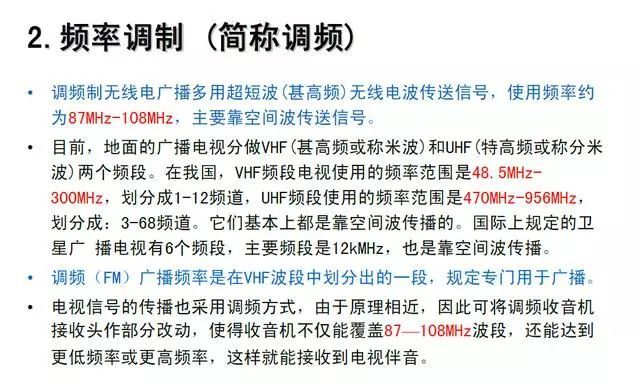 2.频率调制 (简称调频)
• 调频制无线电广播多用超短波(甚高频)无线电波传送信号，使用频率约
为87MHz-108MHz，主要靠空间波传送信号。
• 目前，地面的广播电视分做VHF(甚高频或称米波)和UHF(特高频或称分米
波)两个频段。在我国，VHF频段电视使用的频率范围是48.5MHz-
300MHz，划分成1-12频道，UHF频段使用的频率范围是470MHz-956MHz，
划分成：3-68频道。它们基本上都是靠空间波传播的。国际上规定的卫
星广 播电视有6个频段，主要频段是12kMHz，也是靠空间波传播。
• 调频（FM）广播频率是在VHF波段中划分出的一段，规定专门用于广播。
• 电视信号的传播也采用调频方式，由于原理相近，因此可将调频收音机
接收头作部分改动，使得收音机不仅能覆盖87—108MHz波段，还能达到
更低频率或更高频率，这样就能接收到电视伴音。